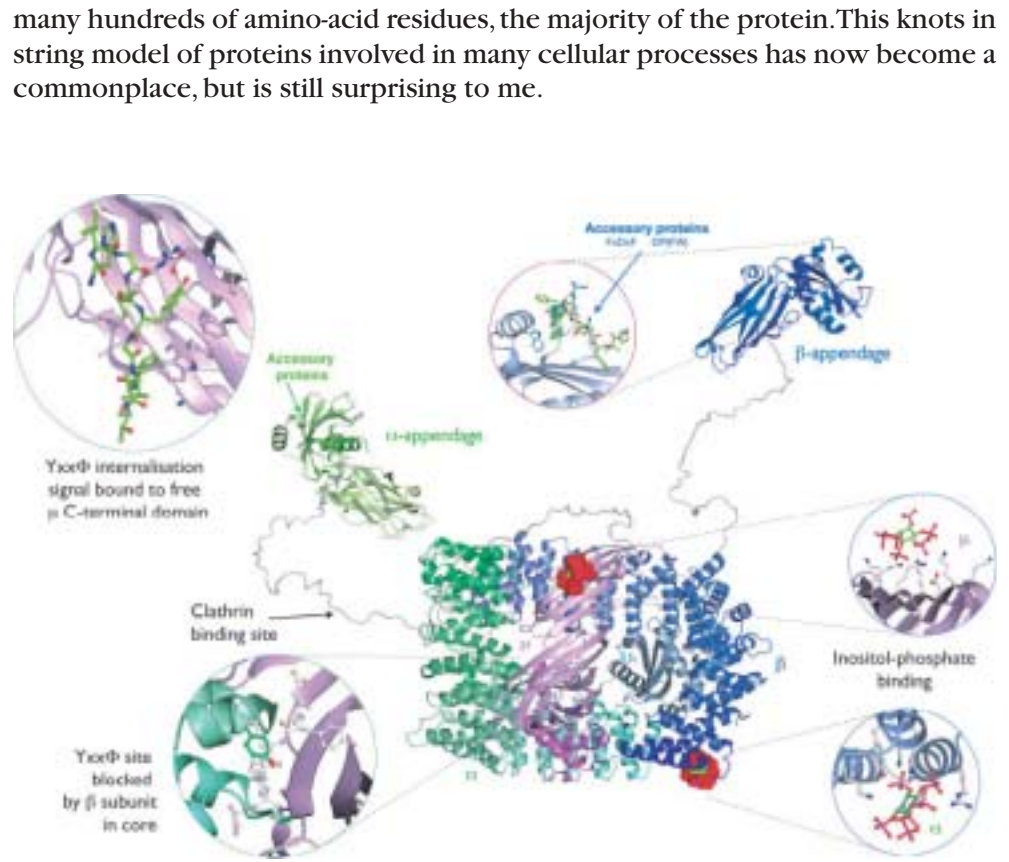 many hundreds of amino-acid residues, the majority of the protein.This knots in
string model of proteins involved in many cellular processes has now become a
commonplace, but is still surprising to me.
Accessory proteins
FxDxF DP(F/W)
β-appendage
Accessory
proteins
α-appendage
YxxΦ internalisation
signal bound to free
μ C-terminal domain
Clathrin
binding site
β
Inositol-phosphate
binding
YxxΦ site
blocked
by β subunit
in core
α